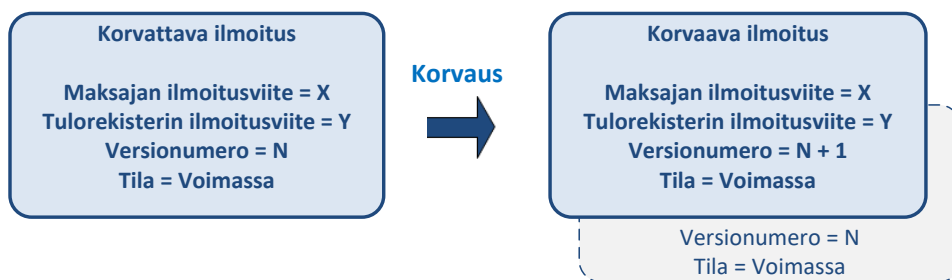 Korvattava ilmoitus
Maksajan ilmoitusviite = X
Tulorekisterin ilmoitusviite = Y
Versionumero = N
Tila = Voimassa
Korvaus
Korvaava ilmoitus
Maksajan ilmoitusviite = X
Tulorekisterin ilmoitusviite = Y
Versionumero = N + 1
Tila = Voimassa
Versionumero = N
Tila = Voimassa